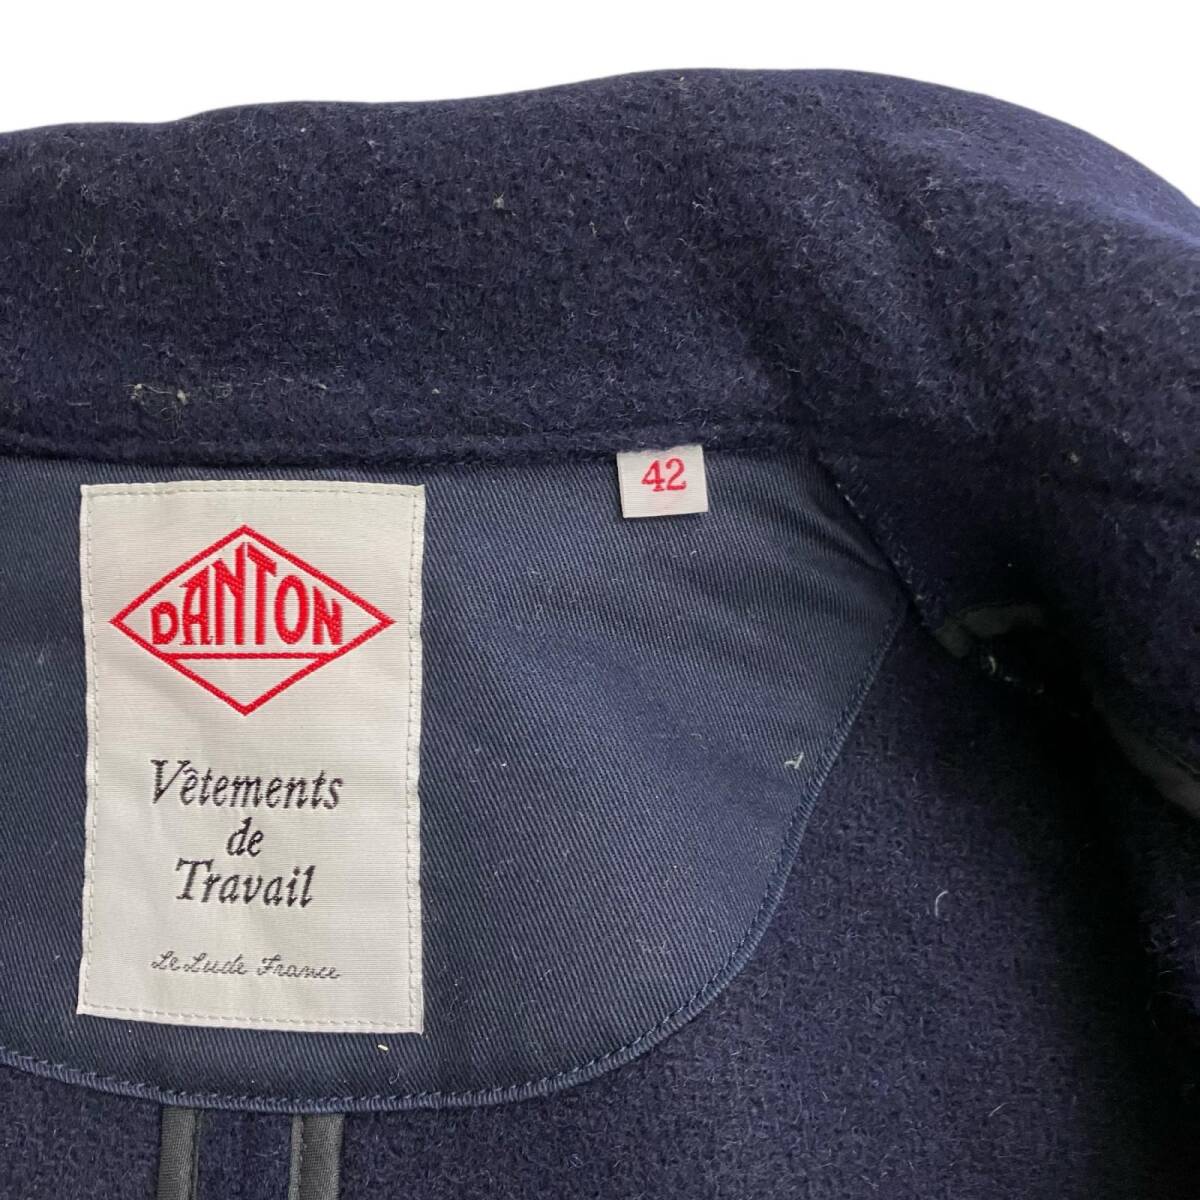 42
DANTON
Vêtements
de
Travail
Le Lude France